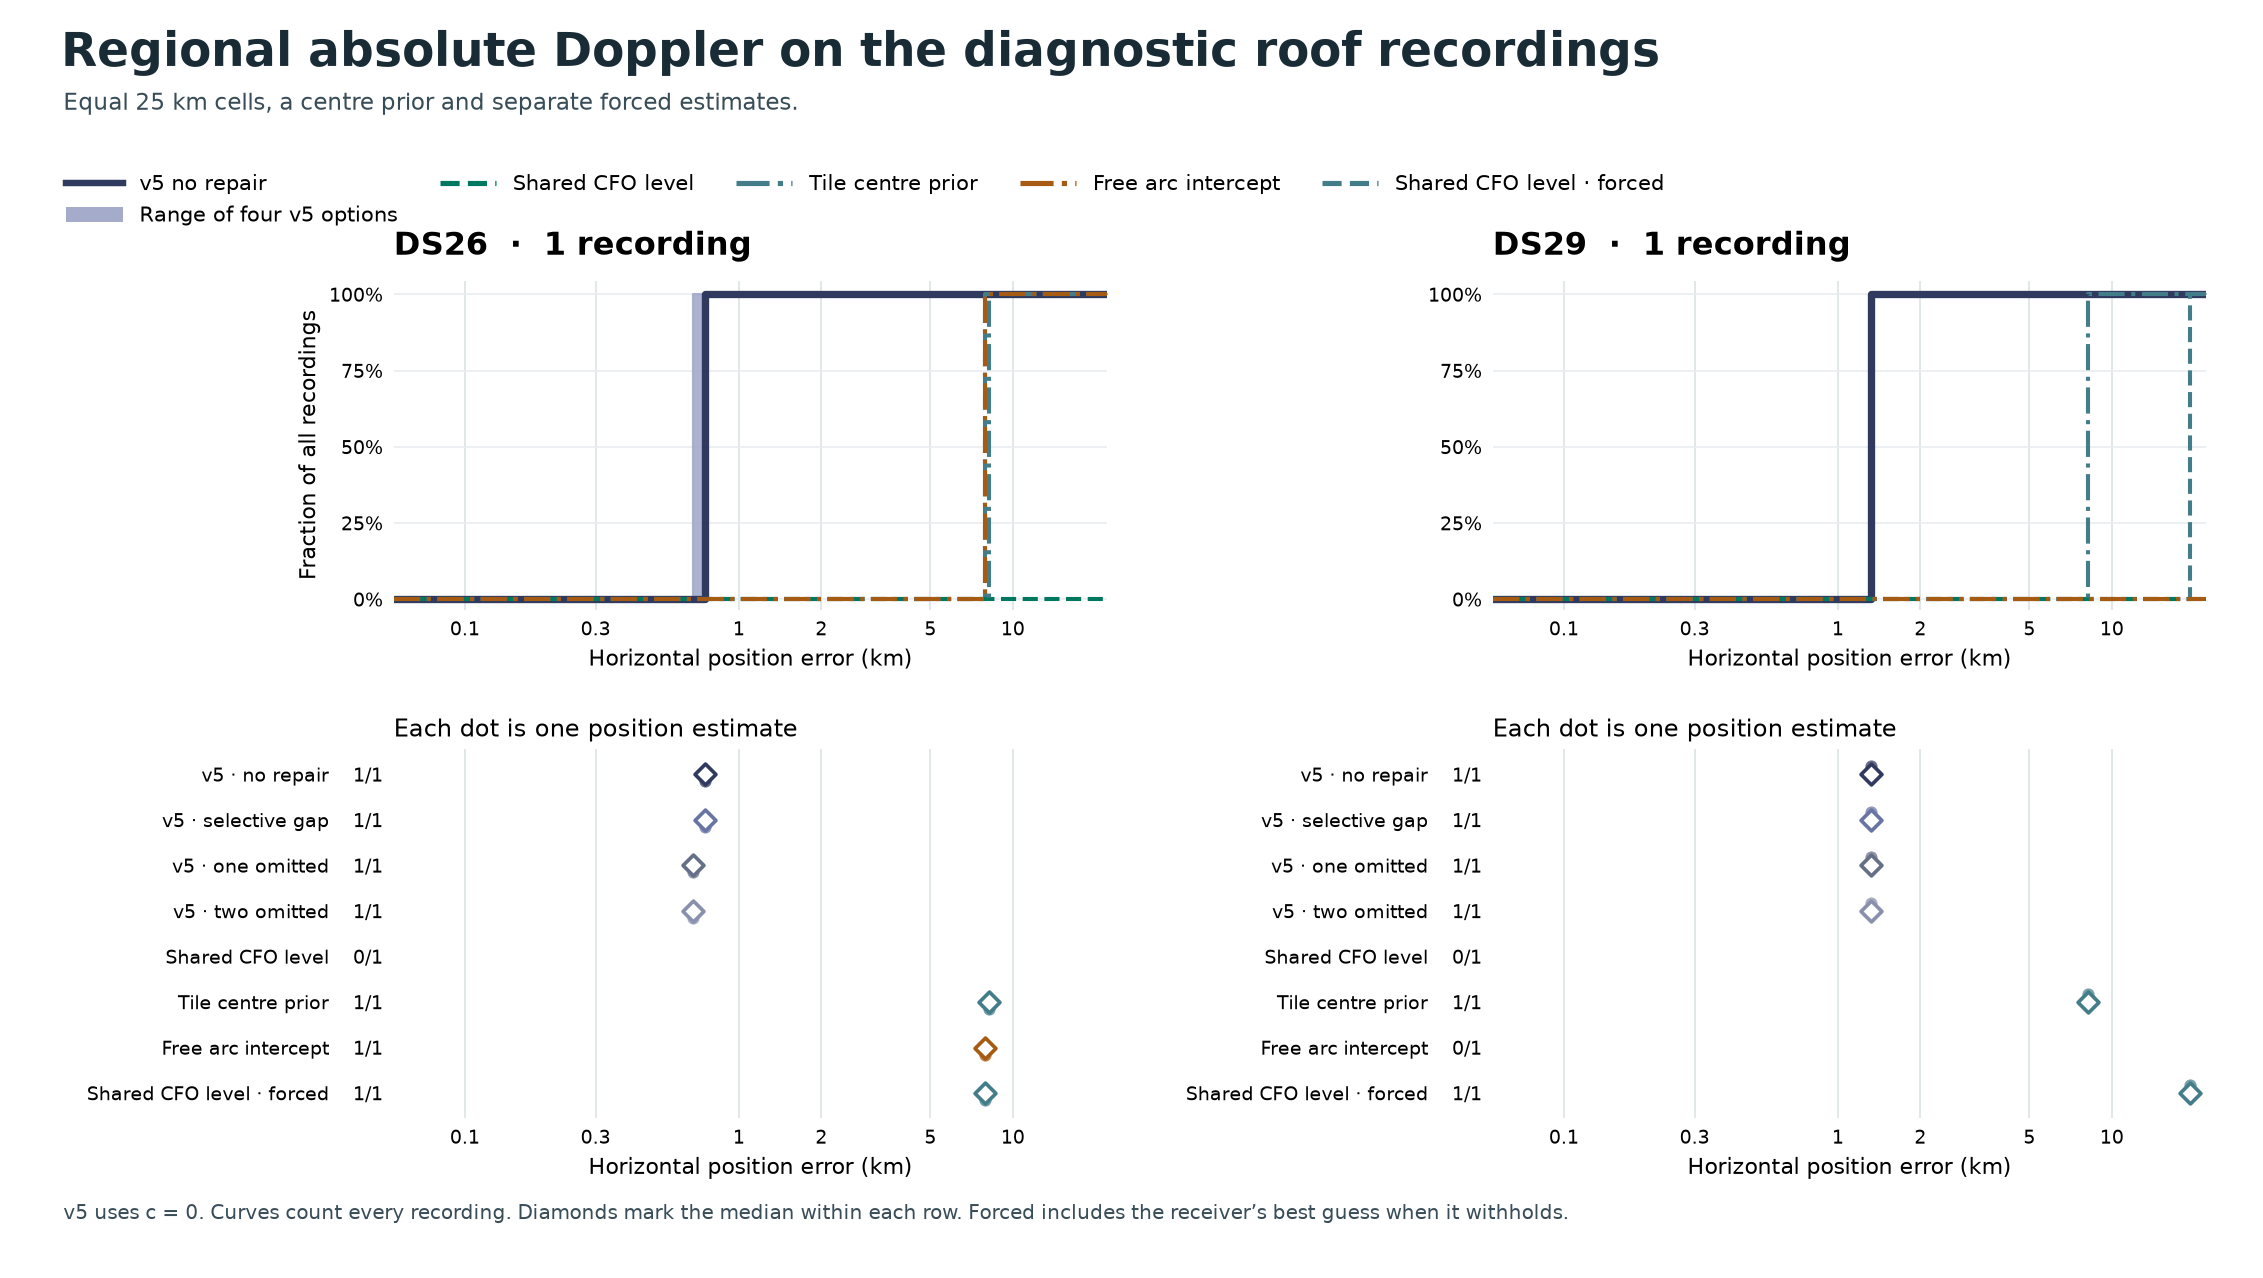 Regional absolute Doppler on the diagnostic roof recordings
Equal 25 km cells, a centre prior and separate forced estimates.
v5 no repair
Shared CFO level
Tile centre prior
Free arc intercept
Shared CFO level · forced
Range of four v5 options
DS26 · 1 recording
100%
75%
50%
25%
0%
Fraction of all recordings
0.1 0.3 1 2 5 10
Horizontal position error (km)
DS29 · 1 recording
100%
75%
50%
25%
0%
0.1 0.3 1 2 5 10
Horizontal position error (km)
Each dot is one position estimate
v5 · no repair 1/1
v5 · selective gap 1/1
v5 · one omitted 1/1
v5 · two omitted 1/1
Shared CFO level 0/1
Tile centre prior 1/1
Free arc intercept 1/1
Shared CFO level · forced 1/1
0.1 0.3 1 2 5 10
Horizontal position error (km)
Each dot is one position estimate
v5 · no repair 1/1
v5 · selective gap 1/1
v5 · one omitted 1/1
v5 · two omitted 1/1
Shared CFO level 0/1
Tile centre prior 1/1
Free arc intercept 0/1
Shared CFO level · forced 1/1
0.1 0.3 1 2 5 10
Horizontal position error (km)
v5 uses c = 0. Curves count every recording. Diamonds mark the median within each row. Forced includes the receiver’s best guess when it withholds.